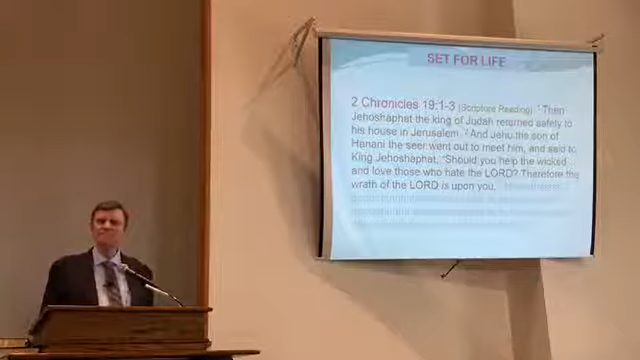 SET FOR LIFE
2 Chronicles 19:1-3 (Scripture Reading) ¹ Then
Jehoshaphat the king of Judah returned safely to
his house in Jerusalem. ² And Jehu the son of
Hanani the seer went out to meet him, and said to
King Jehoshaphat, "Should you help the wicked
and love those who hate the LORD? Therefore the
wrath of the LORD is upon you.